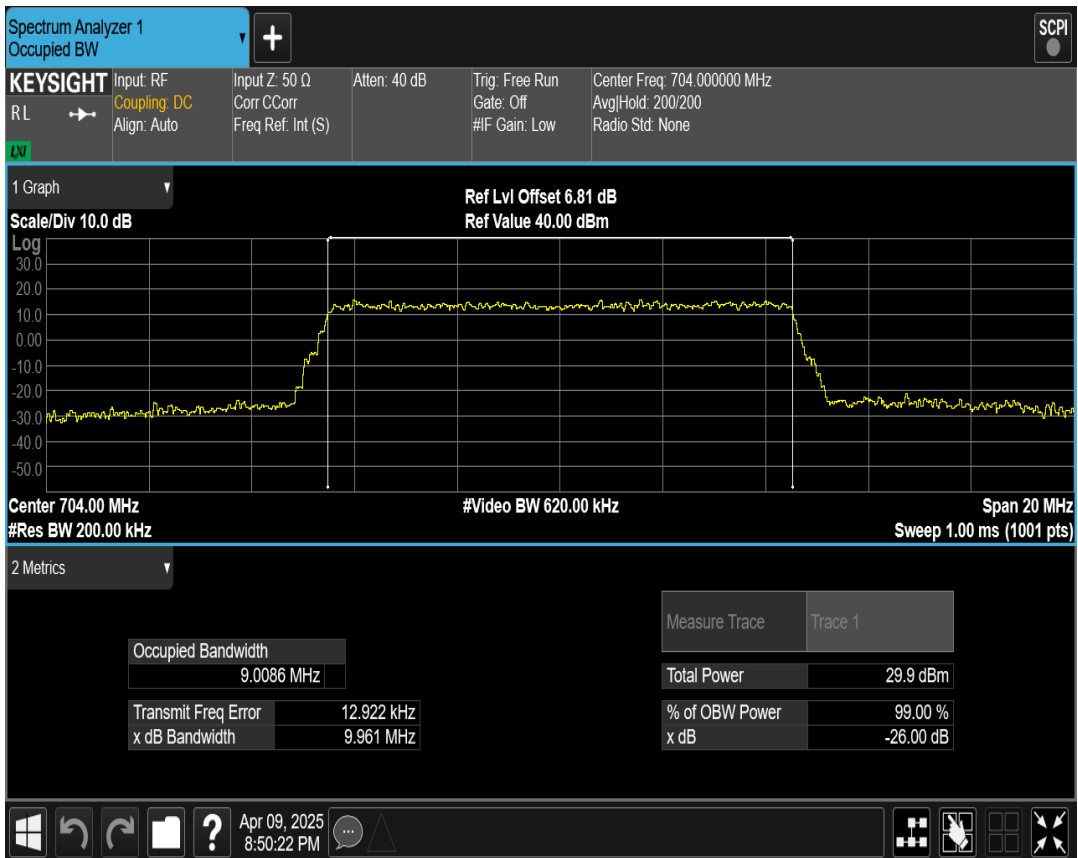 Spectrum Analyzer 1
Occupied BW
+
SCPI
KEYSIGHT
RL
LXI
Input: RF
Coupling: DC
Align: Auto
Input Z: 50 Ω
Corr CCorr
Freq Ref: Int (S)
Atten: 40 dB
Trig: Free Run
Gate: Off
#IF Gain: Low
Center Freq: 704.000000 MHz
Avg|Hold: 200/200
Radio Std: None
1 Graph
Scale/Div 10.0 dB
Ref Lvl Offset 6.81 dB
Ref Value 40.00 dBm
Log
30.0
20.0
10.0
0.00
-10.0
-20.0
-30.0
-40.0
-50.0
Center 704.00 MHz
#Video BW 620.00 kHz
Span 20 MHz
#Res BW 200.00 kHz
Sweep 1.00 ms (1001 pts)
2 Metrics
Measure Trace Trace 1
Occupied Bandwidth
9.0086 MHz
Total Power 29.9 dBm
Transmit Freq Error 12.922 kHz
% of OBW Power 99.00 %
x dB Bandwidth 9.961 MHz
x dB -26.00 dB
?
Apr 09, 2025
8:50:22 PM